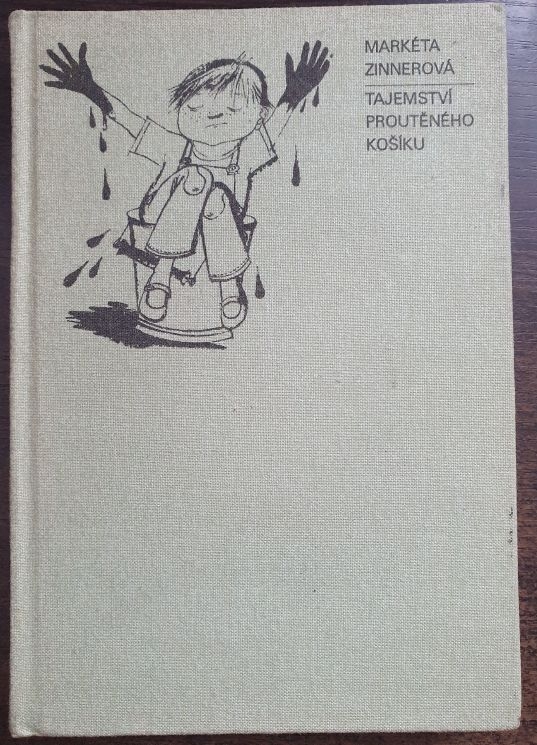 MARKÉTA
ZINNEROVÁ
TAJEMSTVÍ
PROUTĚNÉHO
KOŠÍKU